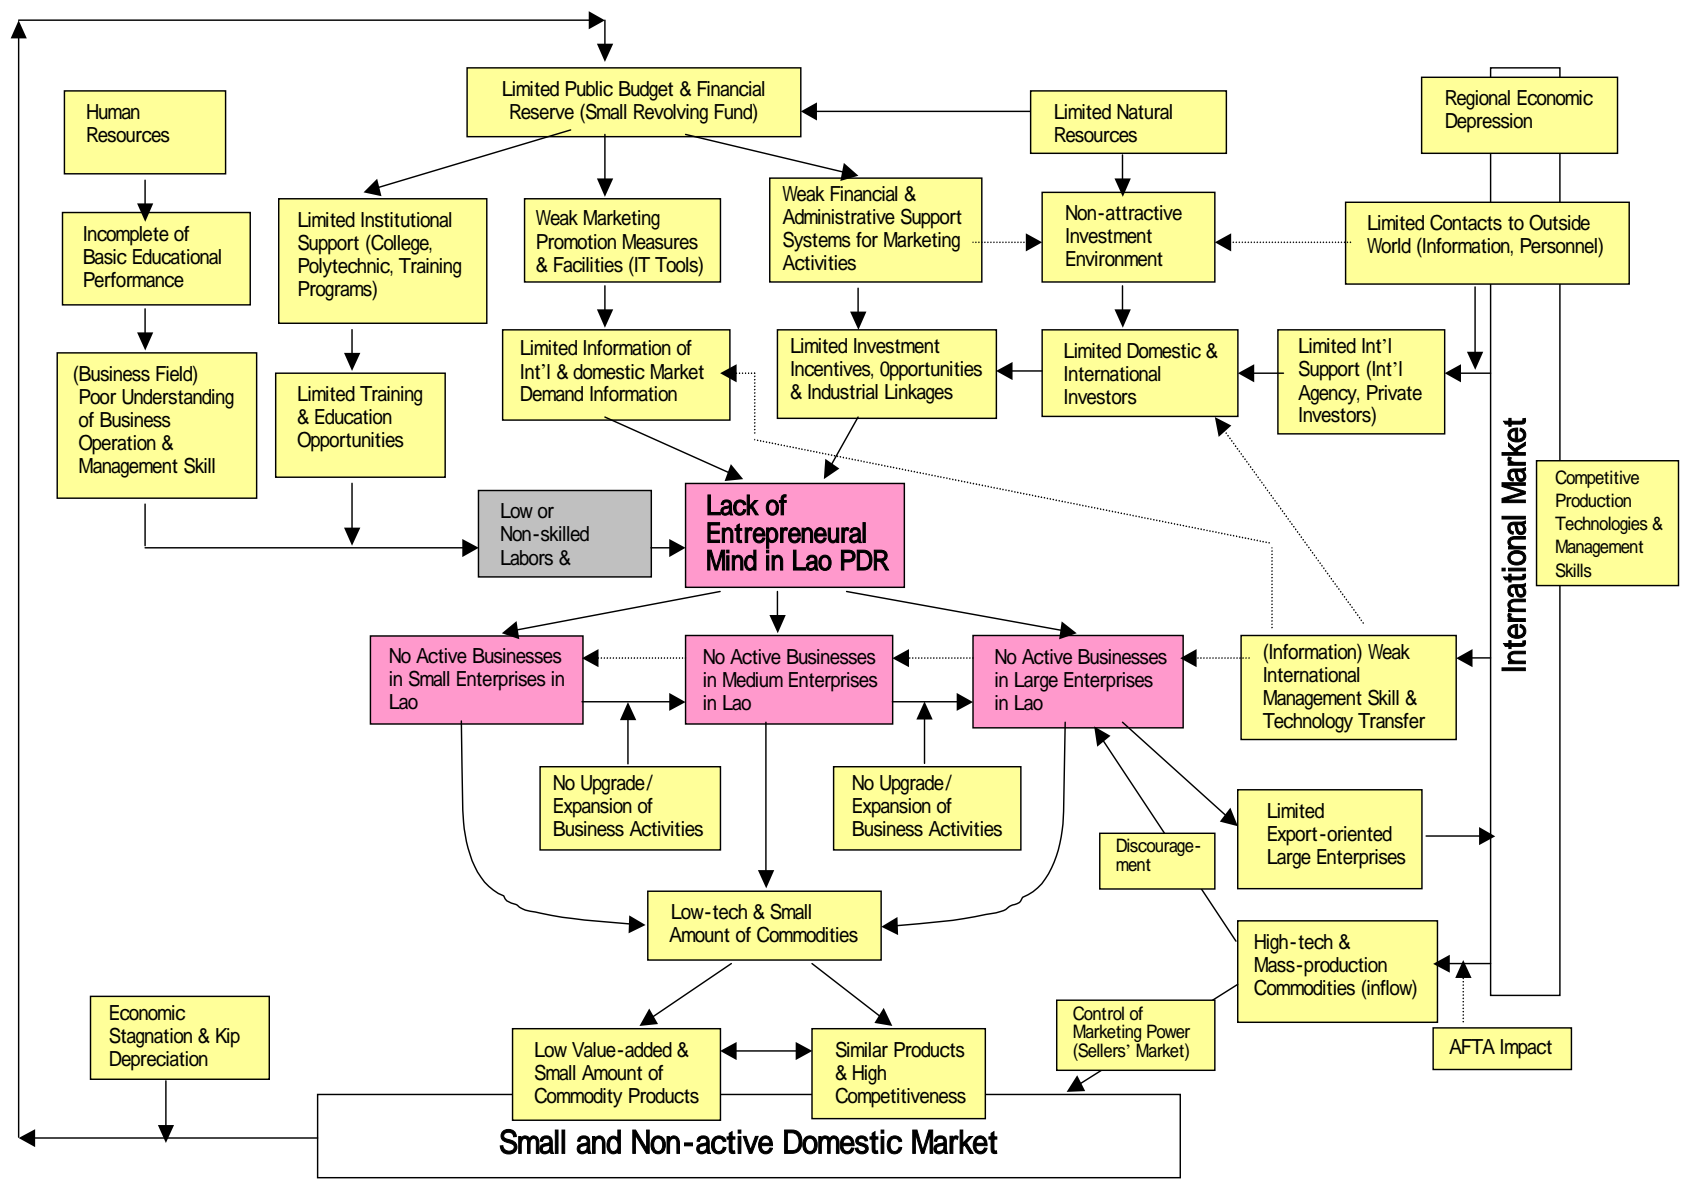 Limited Public Budget & Financial
Reserve (Small Revolving Fund)
Human
Resources
Limited Natural
Resources
Regional Economic
Depression
Incomplete of
Basic Educational
Performance
Limited Institutional
Support (College,
Polytechnic, Training
Programs)
Weak Marketing
Promotion Measures
& Facilities (IT Tools)
Weak Financial &
Administrative Support
Systems for Marketing
Activities
Non-attractive
Investment
Environment
Limited Contacts to Outside
World (Information, Personnel)
(Business Field)
Poor Understanding
of Business
Operation &
Management Skill
Limited Training
& Education
Opportunities
Limited Information of
Int'l & domestic Market
Demand Information
Limited Investment
Incentives, Opportunities
& Industrial Linkages
Limited Domestic &
International
Investors
Limited Int'l
Support (Int'l
Agency, Private
Investors)
International Market
Competitive
Production
Technologies &
Management
Skills
Low or
Non-skilled
Labors &
Lack of
Entrepreneural
Mind in Lao PDR
No Active Businesses
in Small Enterprises in
Lao
No Active Businesses
in Medium Enterprises
in Lao
No Active Businesses
in Large Enterprises
in Lao
(Information) Weak
International
Management Skill &
Technology Transfer
No Upgrade/
Expansion of
Business Activities
No Upgrade/
Expansion of
Business Activities
Limited
Export-oriented
Large Enterprises
Discourage-
ment
Low-tech & Small
Amount of Commodities
High-tech &
Mass-production
Commodities (inflow)
Economic
Stagnation & Kip
Depreciation
Control of
Marketing Power
(Sellers' Market)
AFTA Impact
Low Value-added &
Small Amount of
Commodity Products
Similar Products
& High
Competitiveness
Small and Non-active Domestic Market